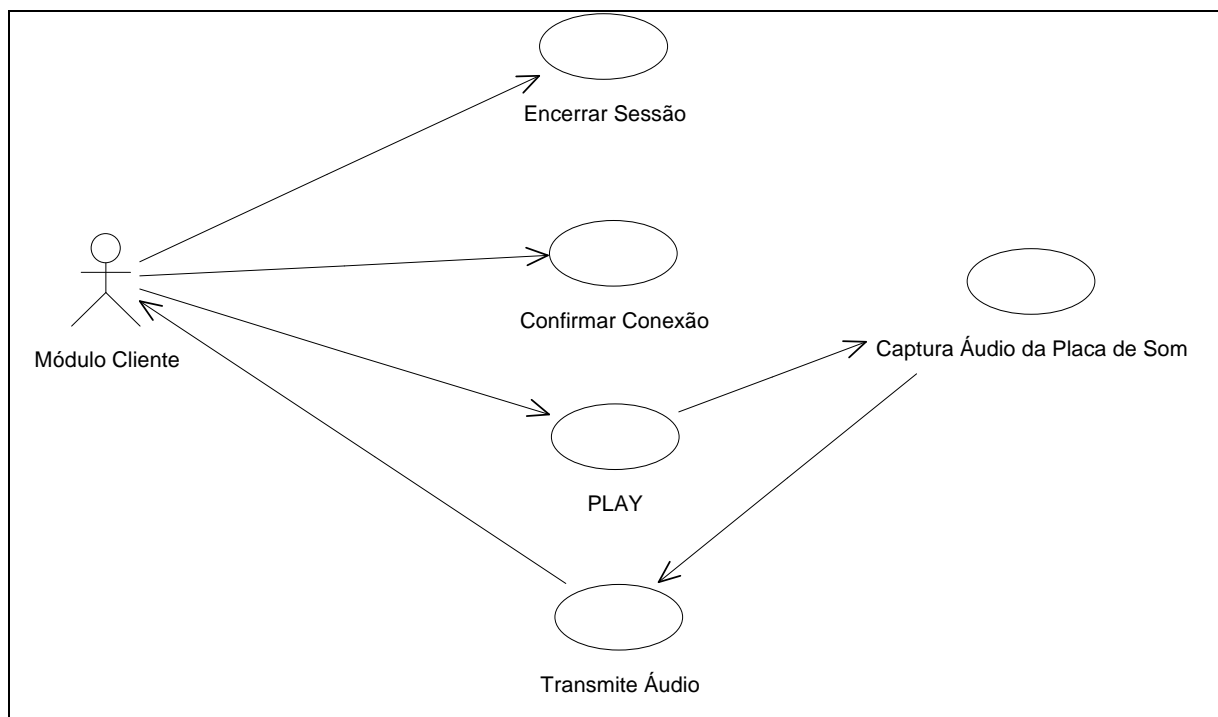 Encerrar Sessão
Confirmar Conexão
Módulo Cliente
Captura Áudio da Placa de Som
PLAY
Transmite Áudio